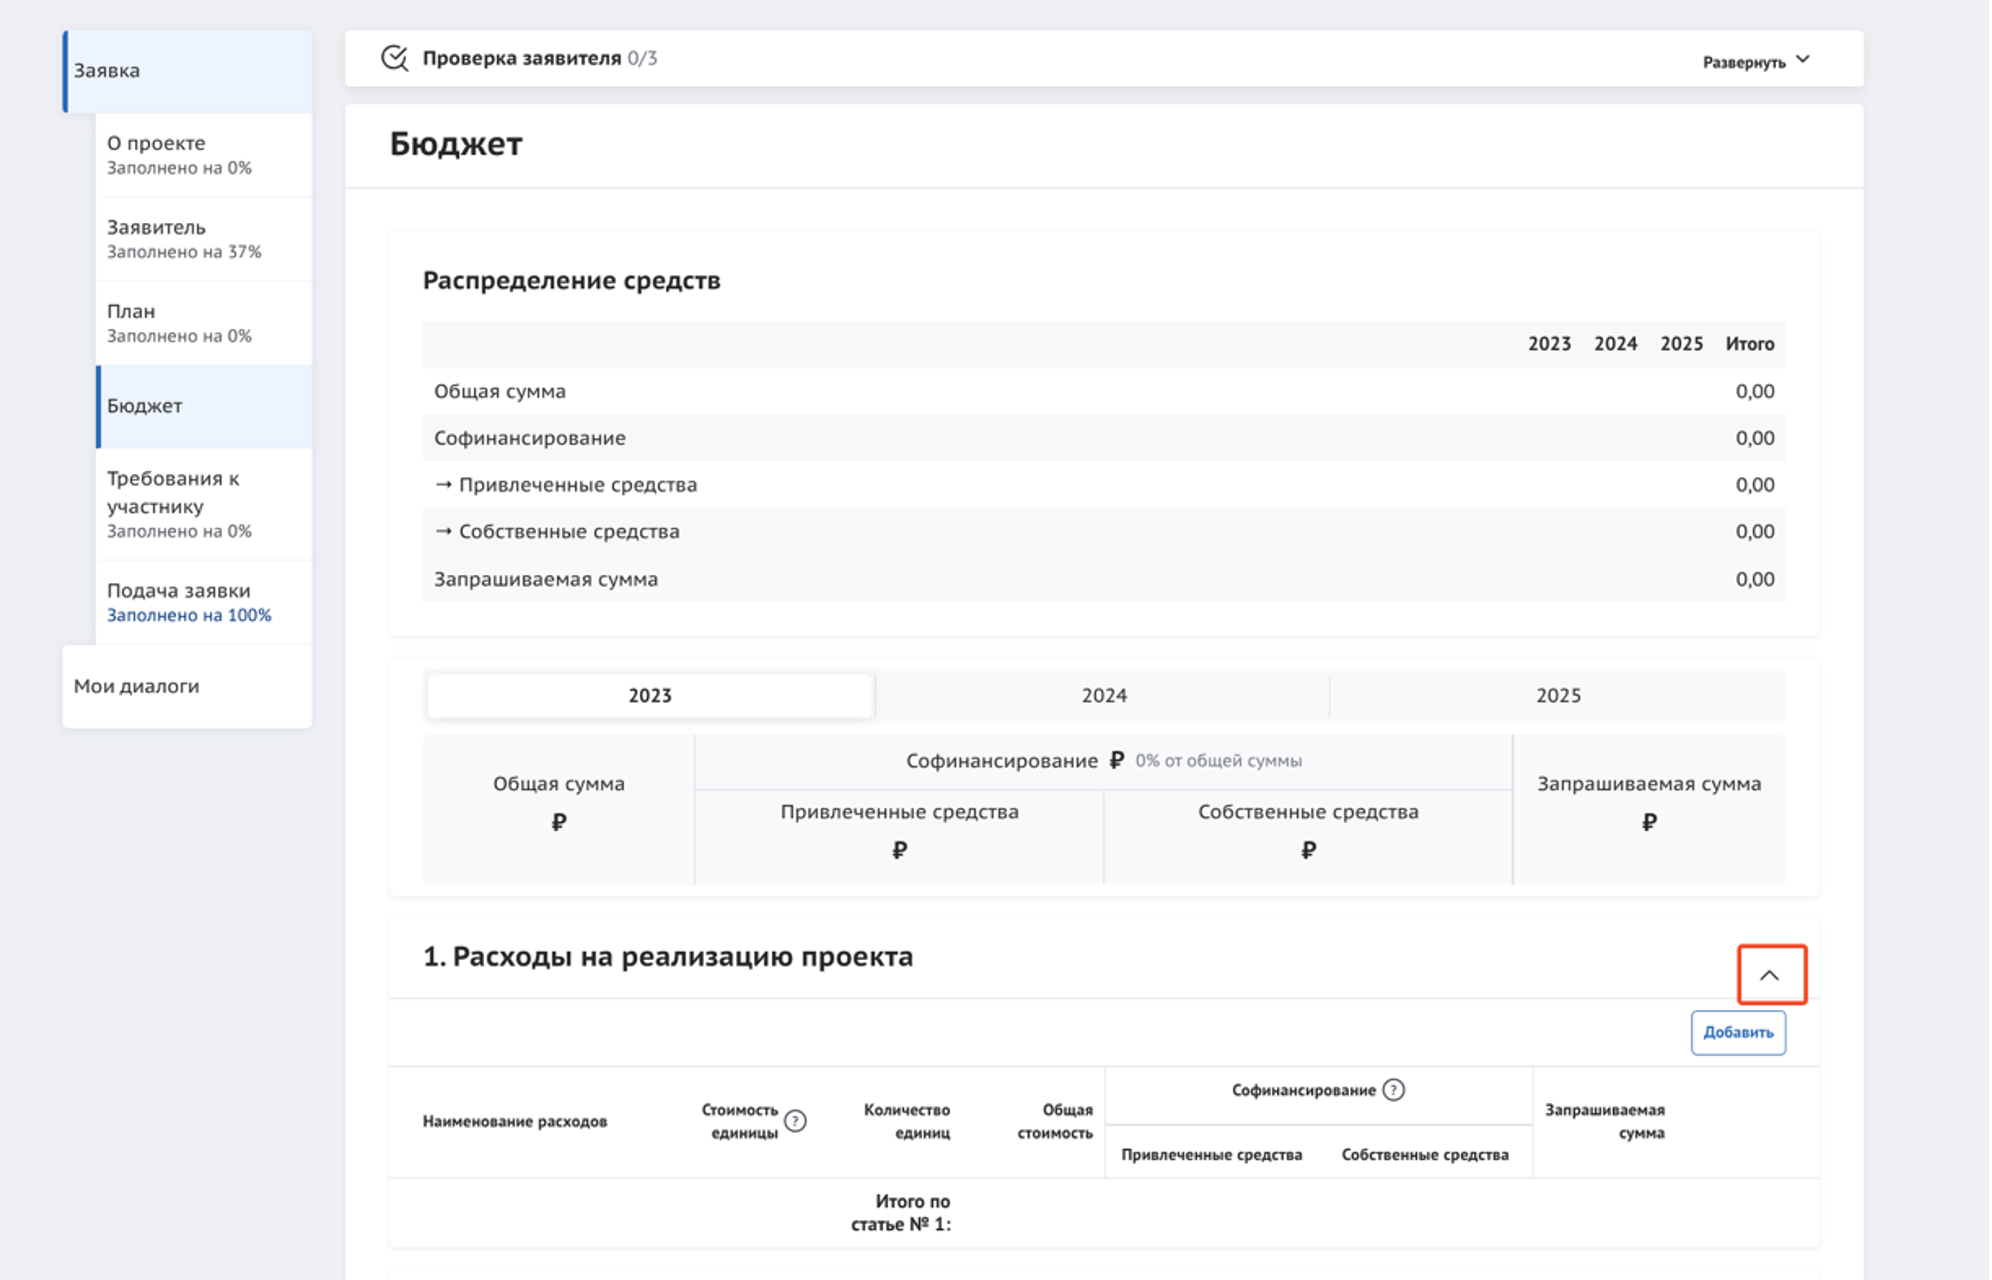 Заявка
О проекте
Заполнено на 0%
Заявитель
Заполнено на 37%
План
Заполнено на 0%
Бюджет
Требования к
участнику
Заполнено на 0%
Подача заявки
Заполнено на 100%
Мои диалоги
Проверка заявителя 0/3
Развернуть
Бюджет
Распределение средств
2023 2024 2025 Итого
Общая сумма 0,00
Софинансирование 0,00
→ Привлеченные средства 0,00
→ Собственные средства 0,00
Запрашиваемая сумма 0,00
2023 2024 2025
Общая сумма
₽
Софинансирование ₽ 0% от общей суммы
Привлеченные средства
₽
Собственные средства
₽
Запрашиваемая сумма
₽
1. Расходы на реализацию проекта
Добавить
Наименование расходов
Стоимость
единицы ?
Количество
единиц
Общая
стоимость
Софинансирование ?
Привлеченные средства
Собственные средства
Запрашиваемая
сумма
Итого по
статье № 1: